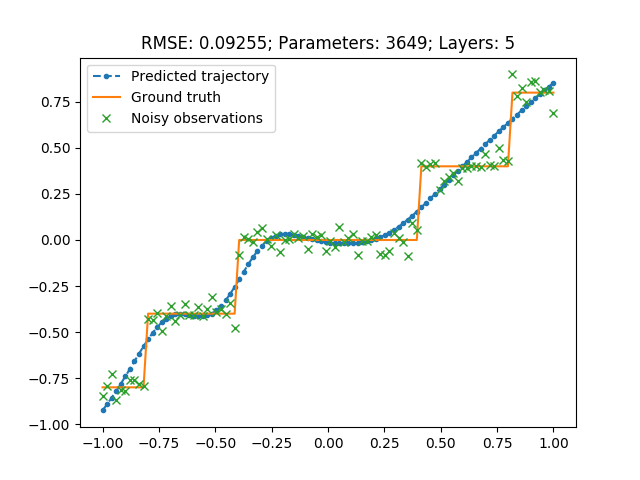 RMSE: 0.09255; Parameters: 3649; Layers: 5
Predicted trajectory
Ground truth
Noisy observations
0.75
0.50
0.25
0.00
−0.25
−0.50
−0.75
−1.00
−1.00 −0.75 −0.50 −0.25 0.00 0.25 0.50 0.75 1.00